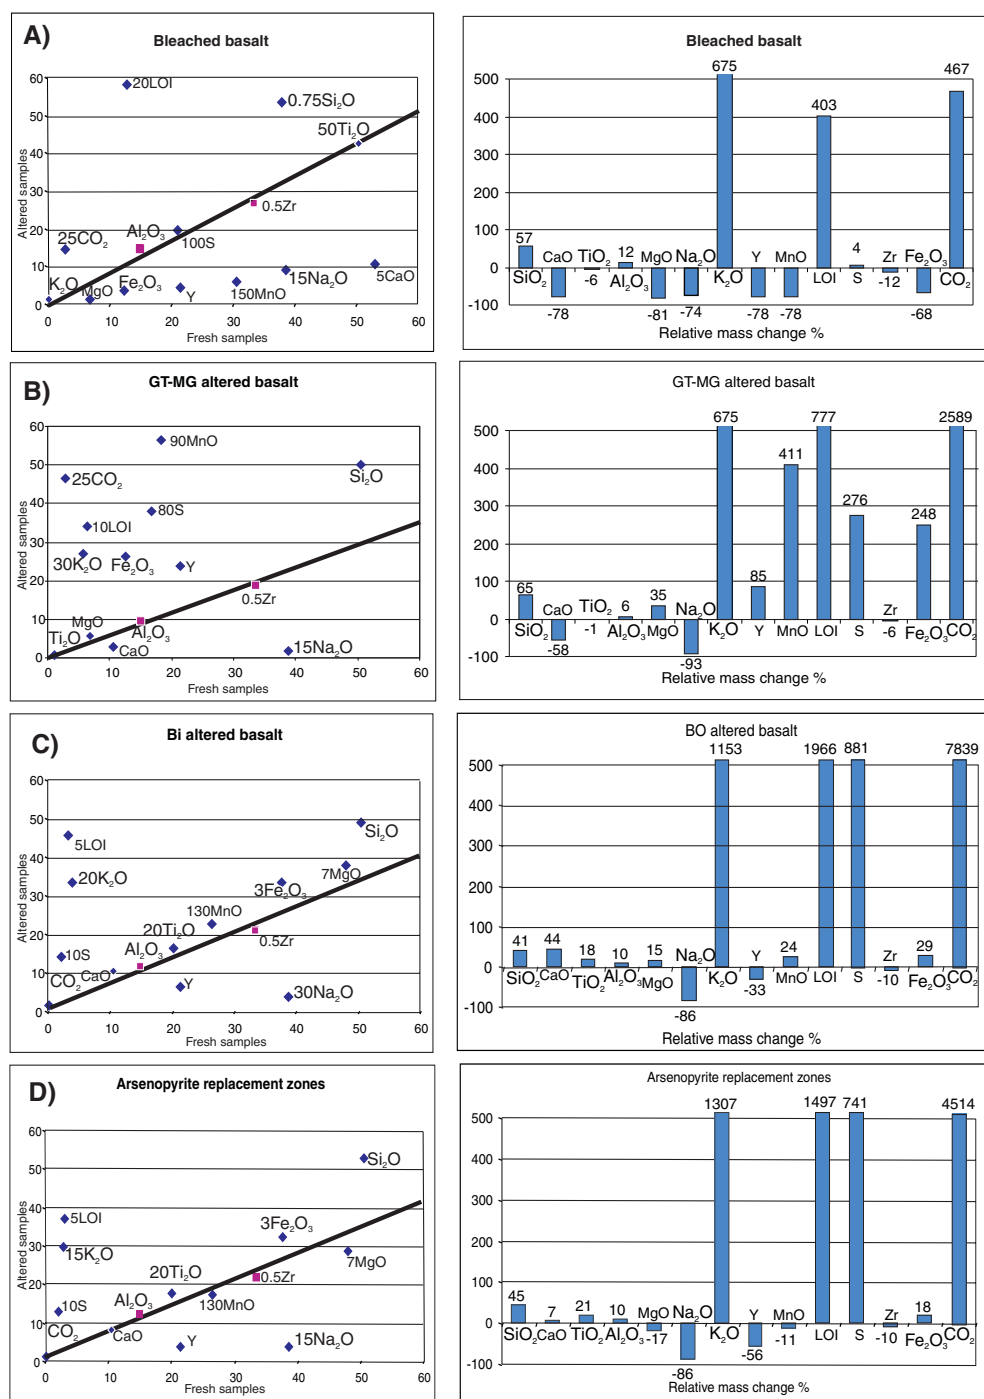 A)
Bleached basalt
Altered samples
60
50
40
30
20
10
0
20LOI
0.75Si2O
50Ti2O
0.5Zr
Al2O3
100S
25CO2
K2O
MgO
Fe2O3
Y
150MnO
15Na2O
5CaO
0 10 20 30 40 50 60
Fresh samples
Bleached basalt
675
467
403
500
400
300
200
100
0
-100
57
CaO
TiO2
12
MgO
Na2O
Y
MnO
4
Zr
Fe2O3
SiO2
-6
Al2O3
K2O
LOI
S
-12
CO2
-78
-81
-74
-78
-78
-68
Relative mass change %
B)
GT-MG altered basalt
Altered samples
60
50
40
30
20
10
0
90MnO
Si2O
25CO2
80S
10LOI
30K2O
Fe2O3
Y
0.5Zr
MgO
Ti2O
Al2O3
CaO
15Na2O
0 10 20 30 40 50 60
Fresh samples
GT-MG altered basalt
675
777
2589
500
400
300
200
100
0
-100
411
276
248
65
CaO
TiO2
6
35
Na2O
85
Zr
SiO2
-1
Al2O3
MgO
K2O
Y
MnO
LOI
S
-6
Fe2O3
CO2
-58
-93
Relative mass change %
C)
Bi altered basalt
Altered samples
60
50
40
30
20
10
0
Si2O
5LOI
7MgO
20K2O
3Fe2O3
130MnO
20Ti2O
0.5Zr
10S
Al2O3
CO2
CaO
Y
30Na2O
0 10 20 30 40 50 60
Fresh samples
BO altered basalt
1153
1966
881
7839
500
400
300
200
100
0
-100
41
44
18
10
15
Na2O
Y
24
Zr
29
SiO2
CaO
TiO2
Al2O3
MgO
K2O
-33
MnO
LOI
S
-10
Fe2O3
CO2
-86
Relative mass change %
D)
Arsenopyrite replacement zones
Altered samples
60
50
40
30
20
10
0
Si2O
5LOI
3Fe2O3
15K2O
7MgO
20Ti2O
0.5Zr
10S
Al2O3
130MnO
CO2
CaO
Y
15Na2O
0 10 20 30 40 50 60
Fresh samples
Arsenopyrite replacement zones
1307
1497
741
4514
500
400
300
200
100
0
-100
45
7
21
10
MgO
Na2O
Y
MnO
Zr
18
SiO2
CaO
TiO2
Al2O3
-17
K2O
-56
-11
LOI
S
-10
Fe2O3
CO2
-86
Relative mass change %